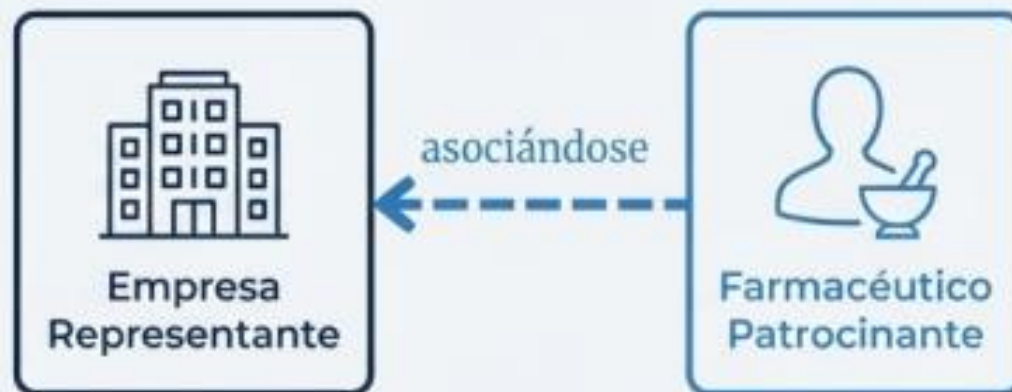 asociándose
Empresa
Representante
Farmacéutico
Patrocinante